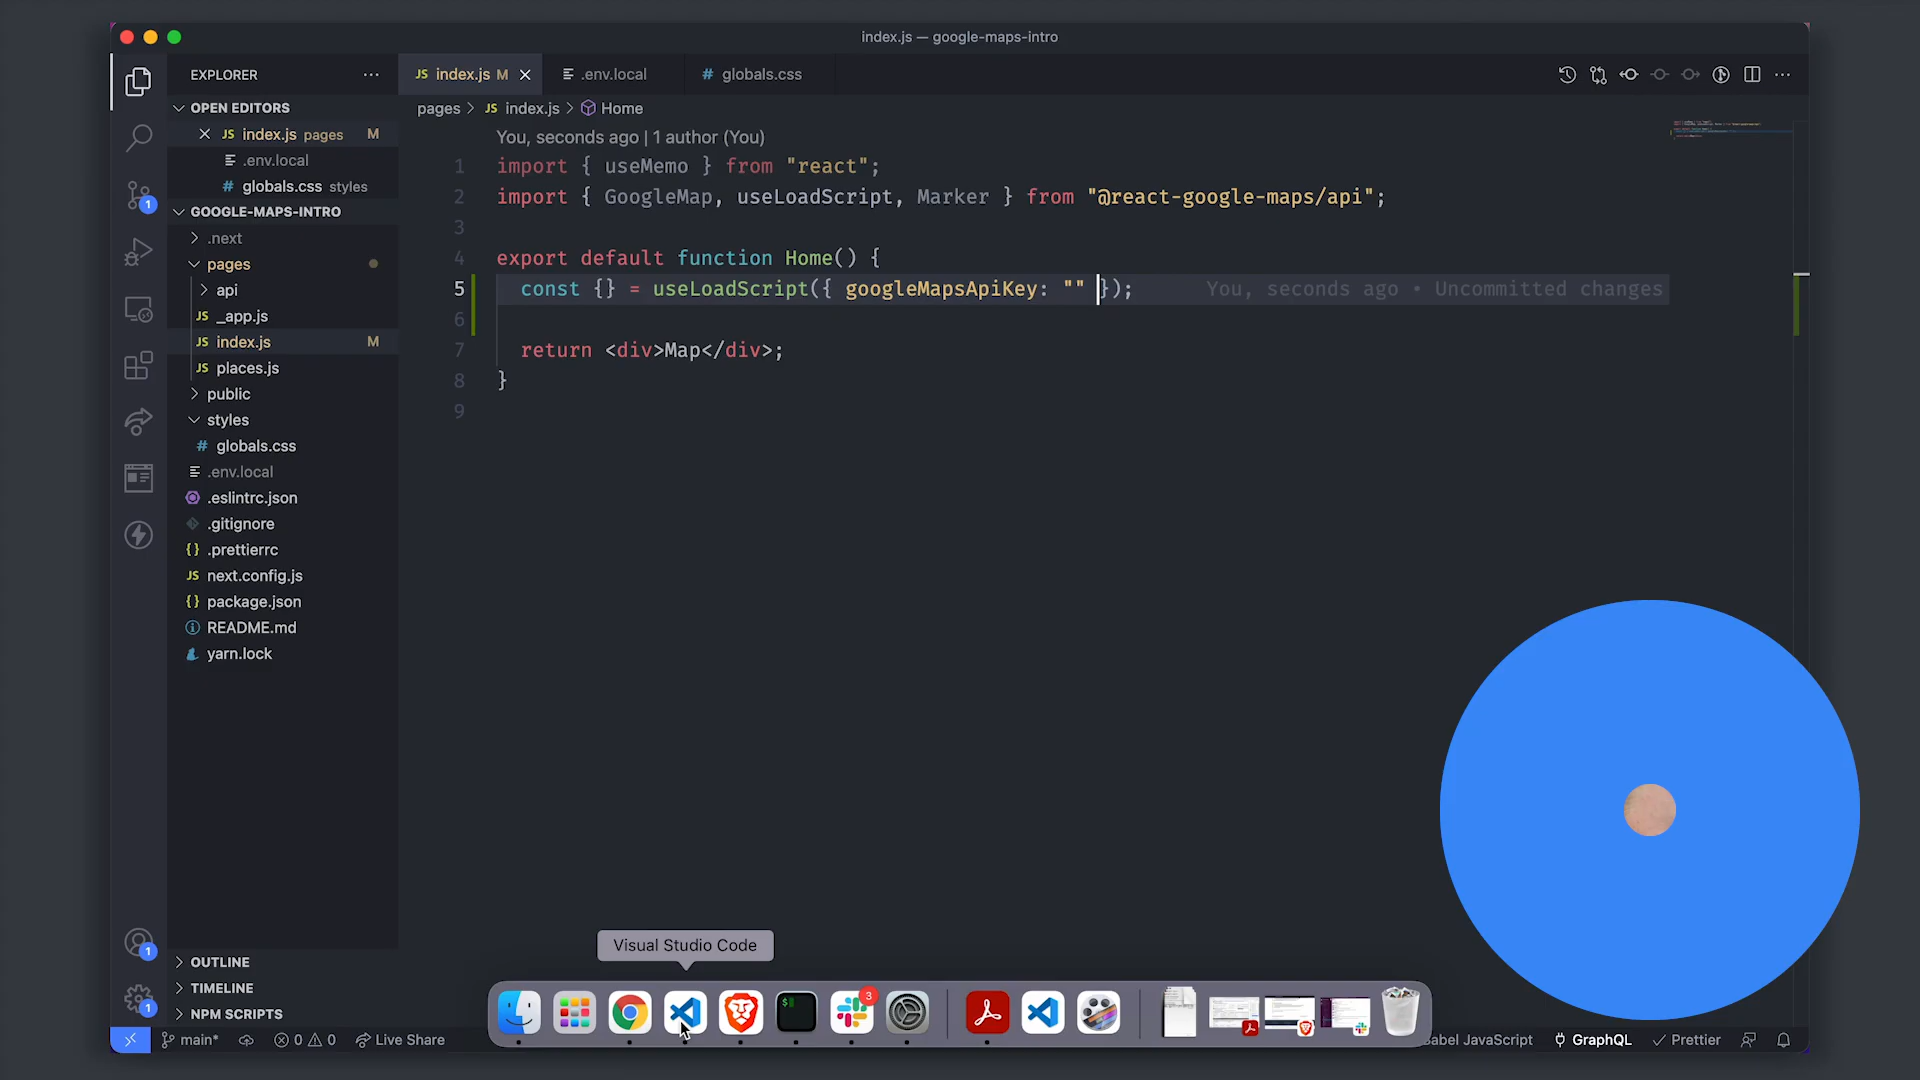 index.js — google-maps-intro
EXPLORER
index.js M
.env.local
globals.css
OPEN EDITORS
index.js pages M
.env.local
globals.css styles
GOOGLE-MAPS-INTRO
.next
pages
api
_app.js
index.js M
places.js
public
styles
globals.css
.env.local
.eslintrc.json
.gitignore
.prettierrc
next.config.js
package.json
README.md
yarn.lock
OUTLINE
TIMELINE
NPM SCRIPTS
pages > JS index.js > Home
You, seconds ago | 1 author (You)
1 import { useMemo } from "react";
2 import { GoogleMap, useLoadScript, Marker } from "@react-google-maps/api";
3
4 export default function Home() {
5 const {} = useLoadScript({ googleMapsApiKey: "" }); You, seconds ago • Uncommitted changes
6
7 return <div>Map</div>;
8 }
9
Visual Studio Code
3
1
1
1
main*
0 0
Live Share
Babel JavaScript
GraphQL
Prettier